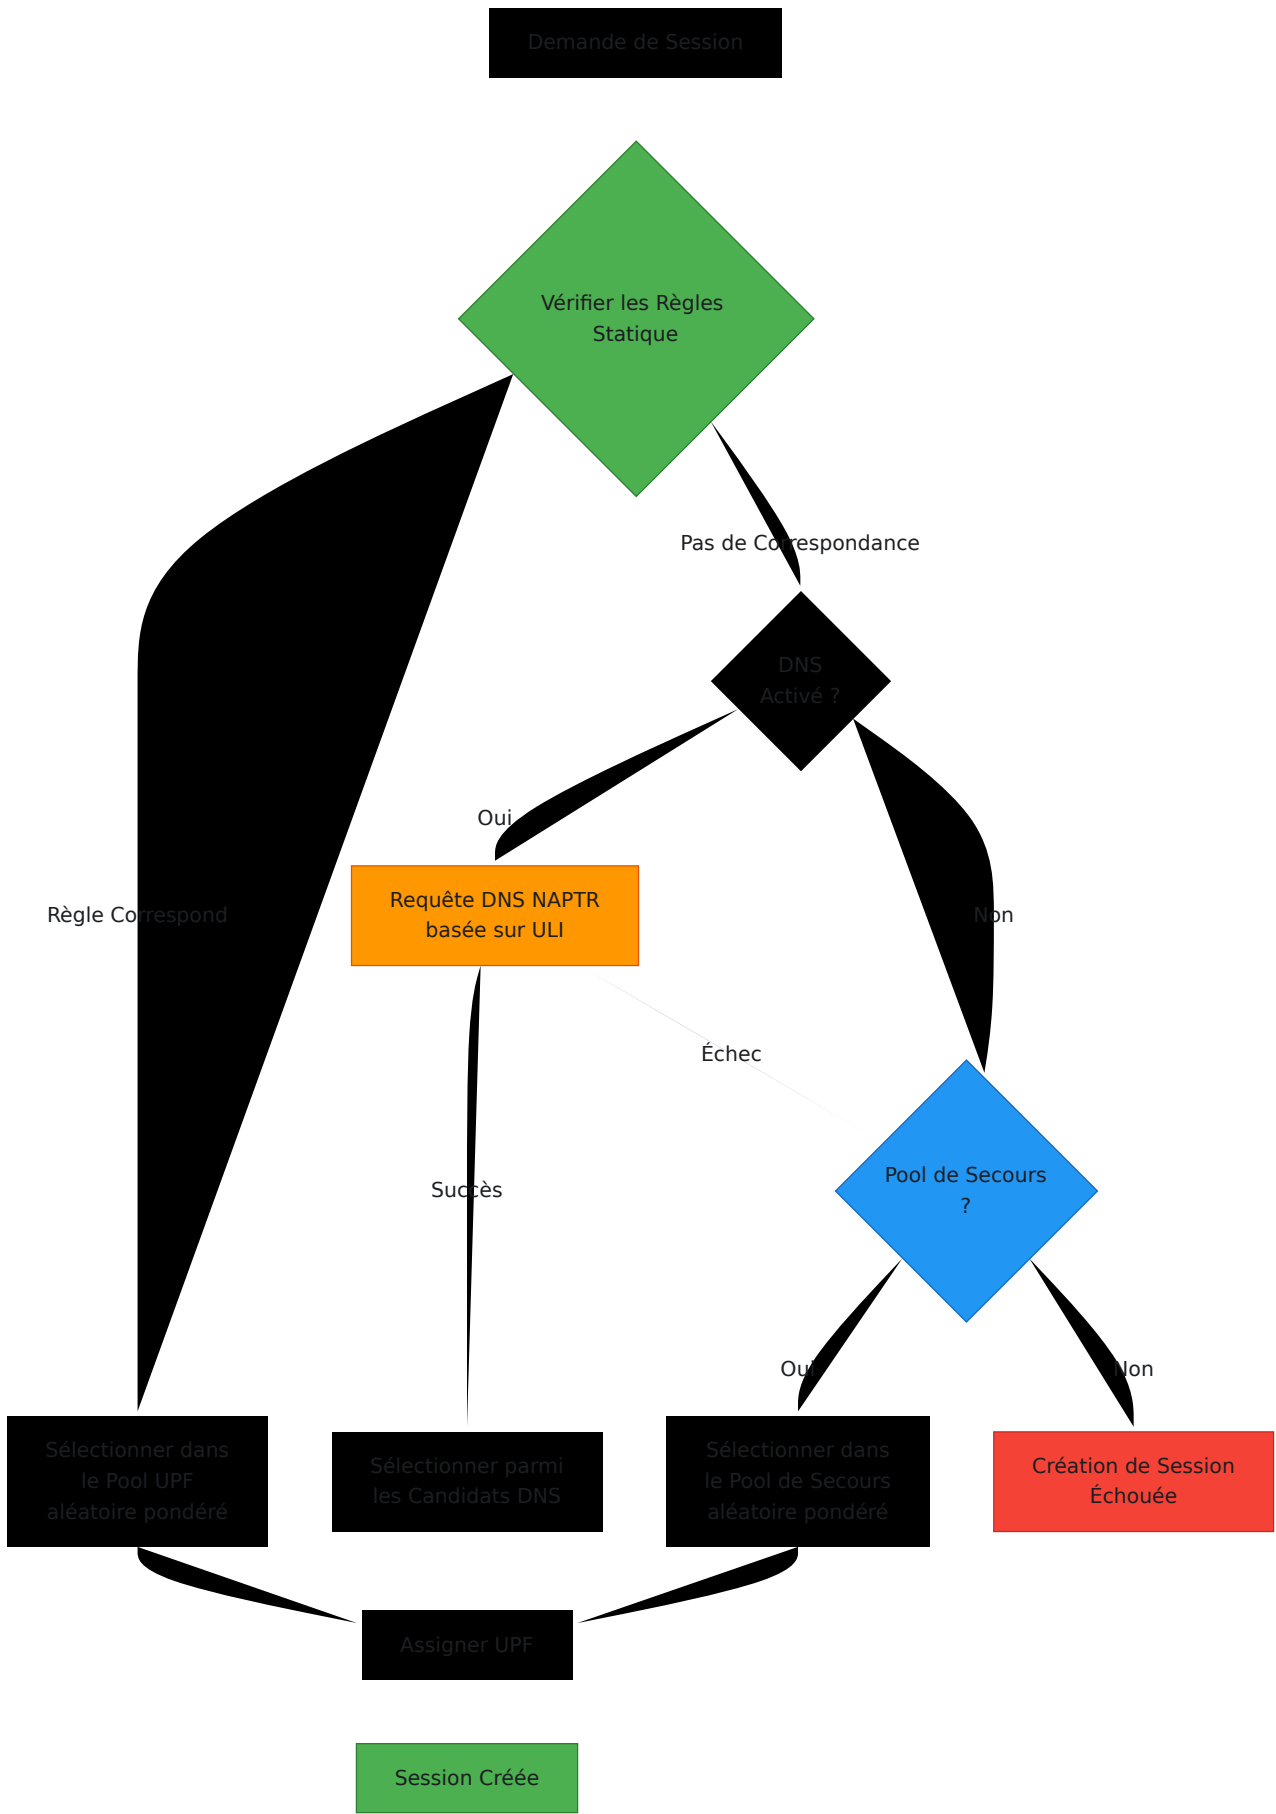 Demande de Session
Vérifier les Règles
Statique
Pas de Correspondance
DNS
Activé ?
Oui
Requête DNS NAPTR
basée sur ULI
Règle Correspond
Non
Échec
Pool de Secours
?
Succès
Oui
Non
Sélectionner dans
le Pool UPF
aléatoire pondéré
Sélectionner parmi
les Candidats DNS
Sélectionner dans
le Pool de Secours
aléatoire pondéré
Création de Session
Échouée
Assigner UPF
Session Créée